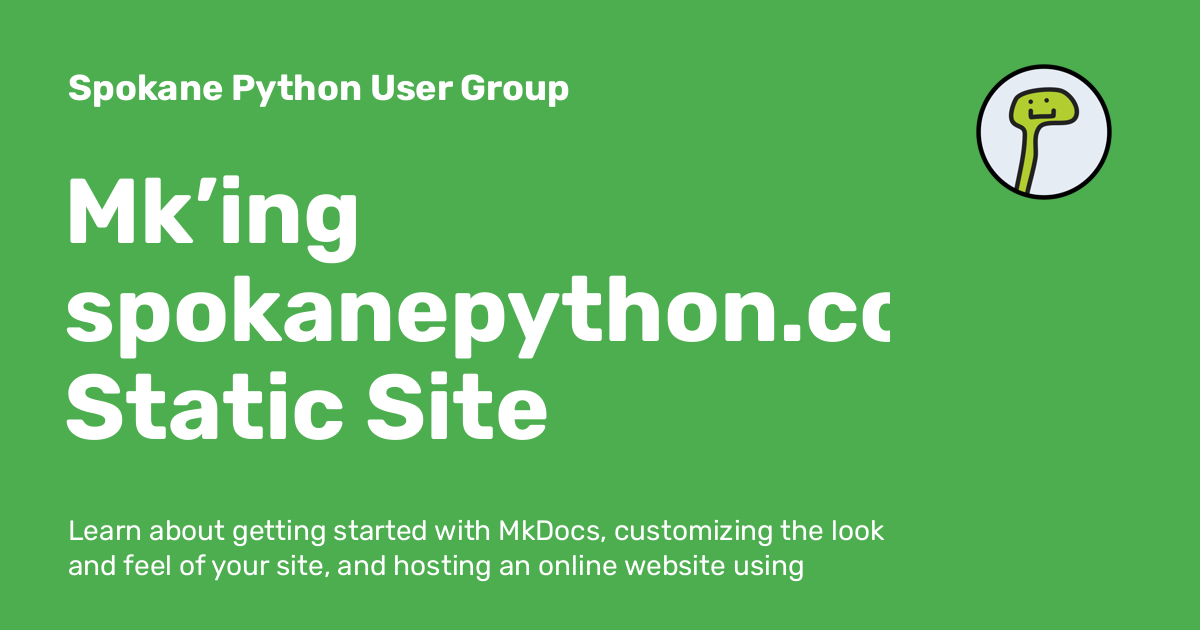 Spokane Python User Group
Mk’ing
spokanepython.cc
Static Site
Learn about getting started with MkDocs, customizing the look
and feel of your site, and hosting an online website using